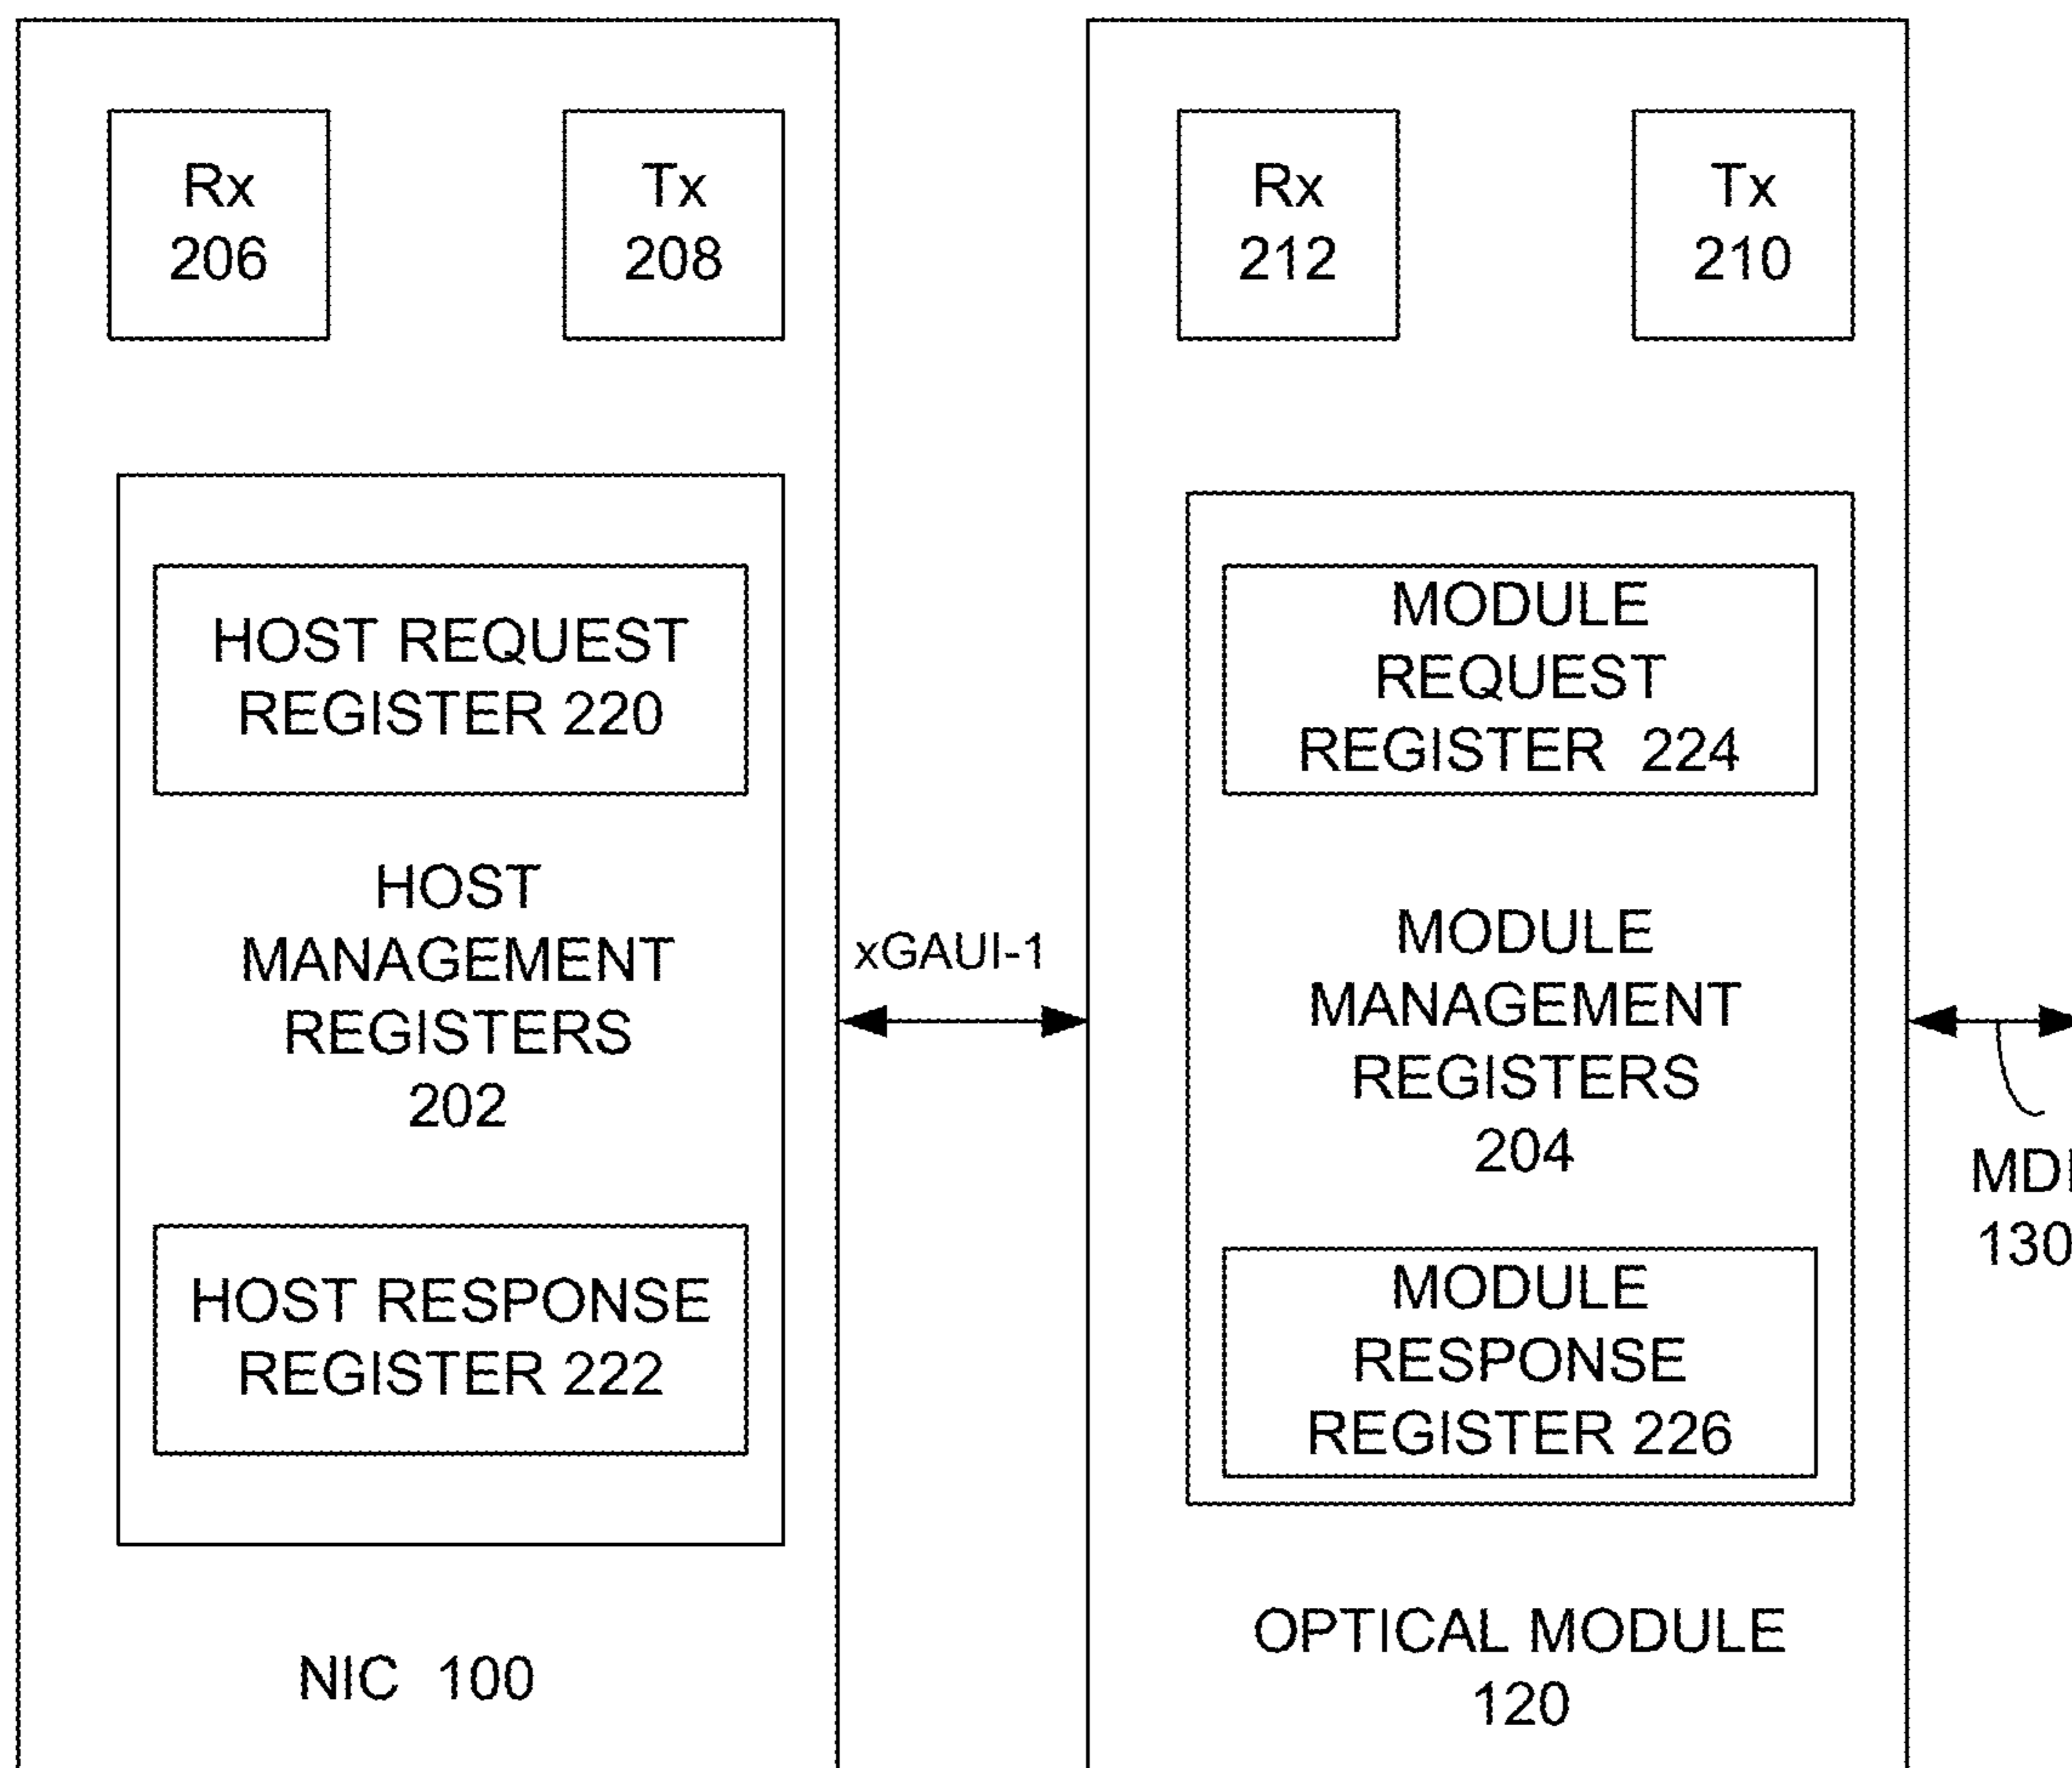 Rx
206
Tx
208
HOST REQUEST
REGISTER 220
HOST
MANAGEMENT
REGISTERS
202
HOST RESPONSE
REGISTER 222
NIC 100
xGAUI-1
Rx
212
Tx
210
MODULE
REQUEST
REGISTER 224
MODULE
MANAGEMENT
REGISTERS
204
MODULE
RESPONSE
REGISTER 226
OPTICAL MODULE
120
MDI
130